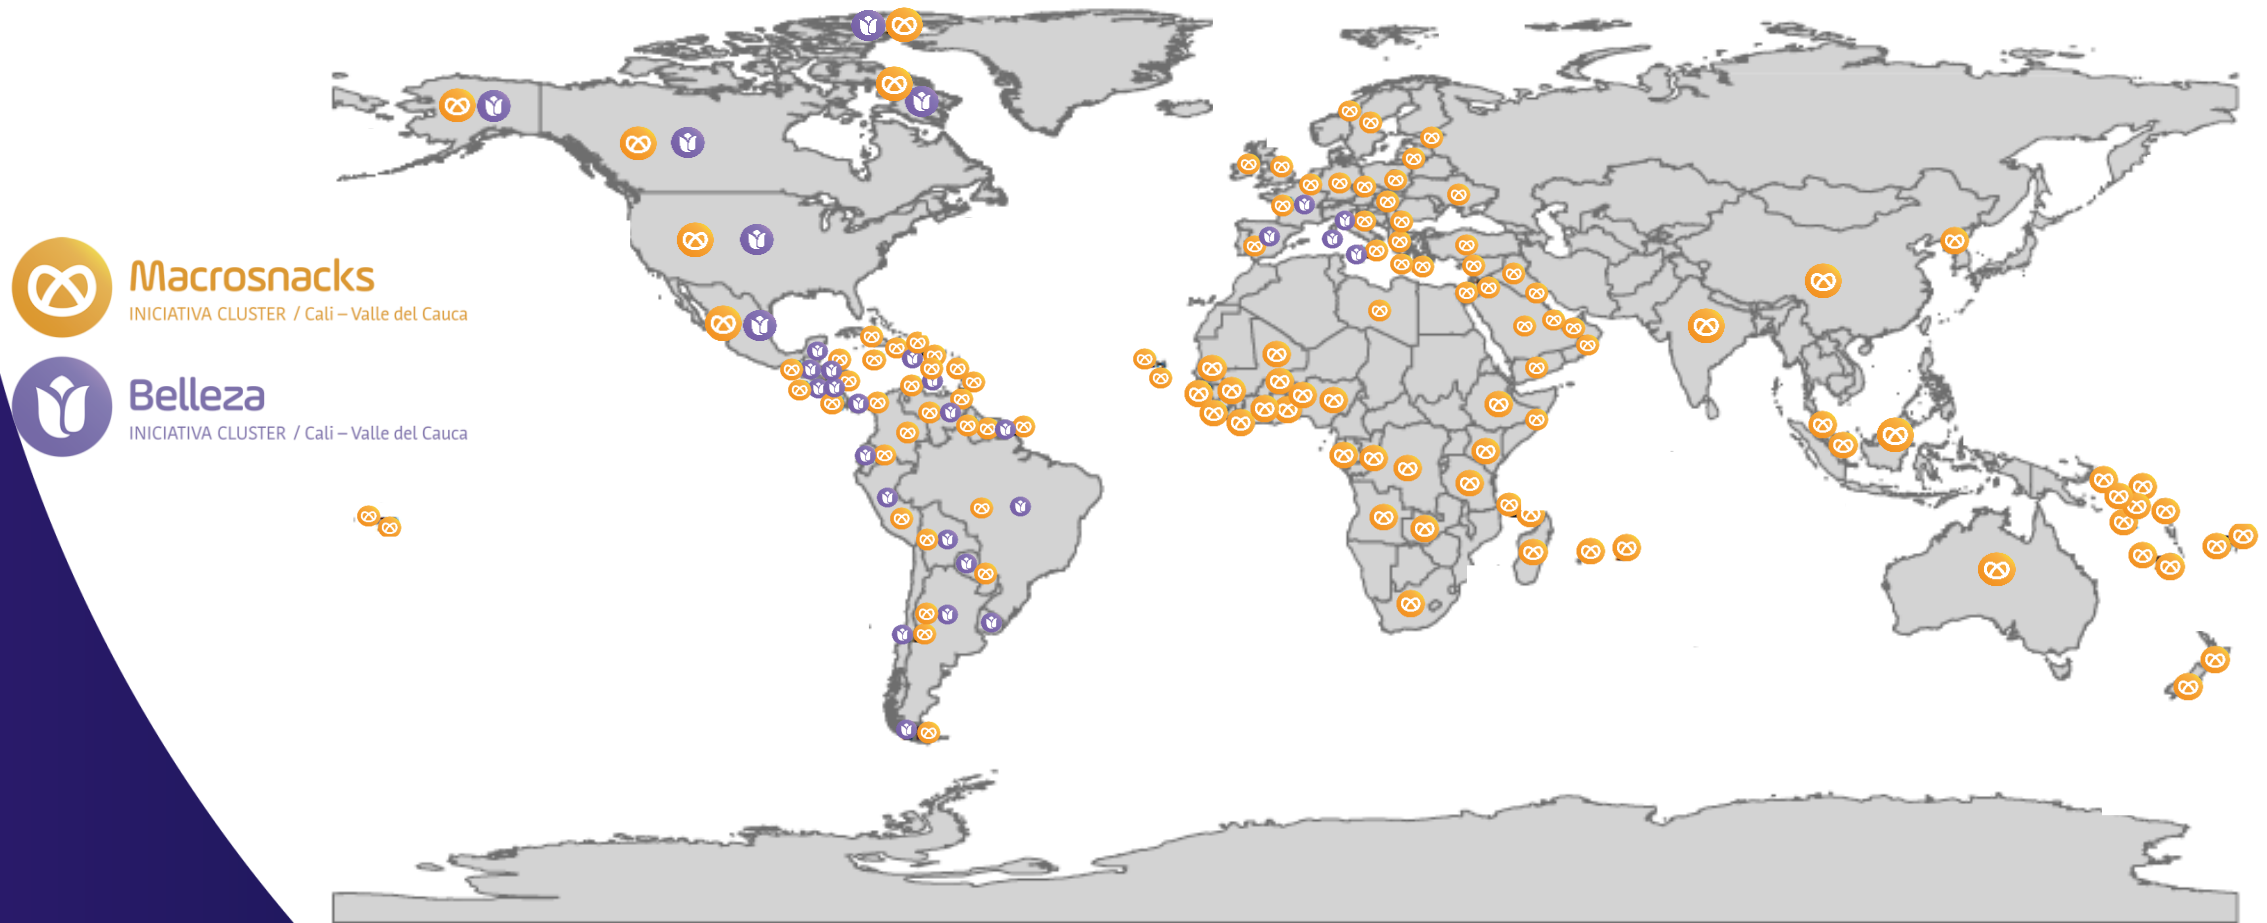 Macrosnacks
INICIATIVA CLUSTER / Cali – Valle del Cauca
Belleza
INICIATIVA CLUSTER / Cali – Valle del Cauca